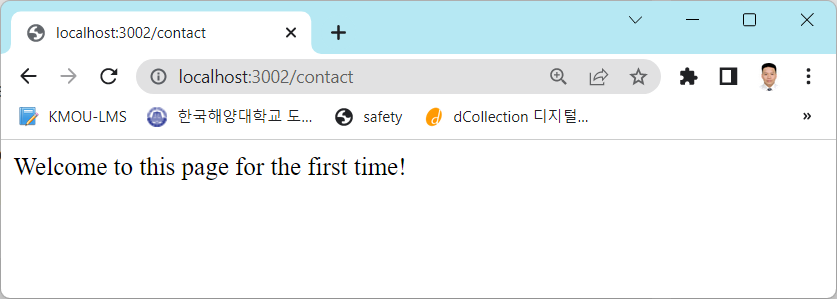 localhost:3002/contact
localhost:3002/contact
KMOU-LMS 한국해양대학교 도... safety dCollection 디지털... »
Welcome to this page for the first time!